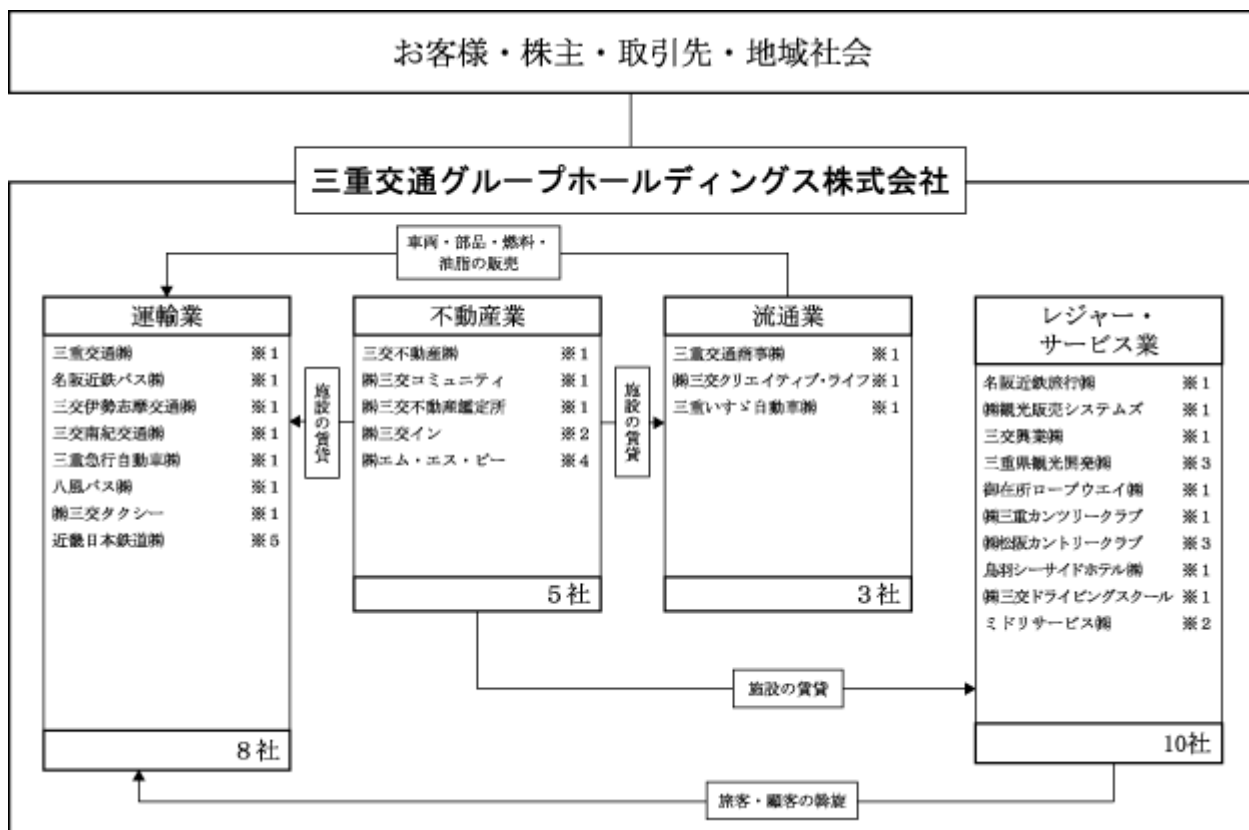 お客様・株主・取引先・地域社会
三重交通グループホールディングス株式会社
車両・部品・燃料・
油脂の販売
運輸業
三重交通㈱ ※1
名阪近鉄バス㈱ ※1
三交伊勢志摩交通㈱ ※1
三交南紀交通㈱ ※1
三重急行自動車㈱ ※1
八風バス㈱ ※1
㈱三交タクシー ※1
近畿日本鉄道㈱ ※5
8社
施設の賃貸
不動産業
三交不動産㈱ ※1
㈱三交コミュニティ ※1
㈱三交不動産鑑定所 ※1
㈱三交イン ※2
㈱エム・エス・ピー ※4
5社
施設の賃貸
流通業
三重交通商事㈱ ※1
㈱三交クリエイティブ・ライフ※1
三重いすゞ自動車㈱ ※1
3社
レジャー・
サービス業
名阪近鉄旅行㈱ ※1
㈱観光販売システムズ ※1
三交興業㈱ ※1
三重県観光開発㈱ ※3
御在所ロープウエイ㈱ ※1
㈱三重カンツリークラブ ※1
㈱松阪カントリークラブ ※3
鳥羽シーサイドホテル㈱ ※1
㈱三交ドライビングスクール ※1
ミドリサービス㈱ ※2
10社
施設の賃貸
旅客・顧客の斡旋